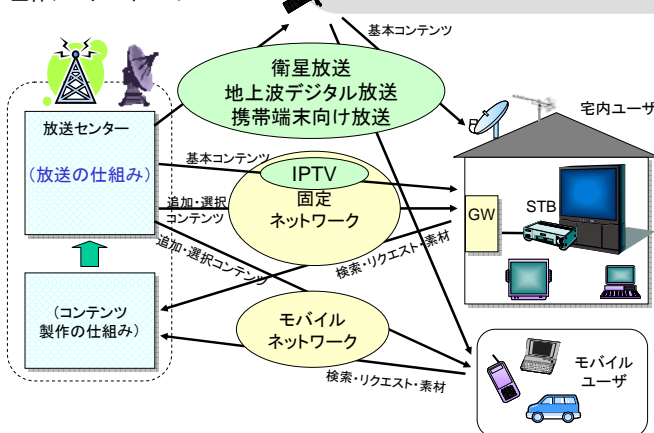 基本コンテンツ
衛星放送
地上波デジタル放送
携帯端末向け放送
宅内ユーザ
放送センター
(放送の仕組み)
基本コンテンツ
IPTV
固定
ネットワーク
追加・選択
コンテンツ
追加・選択コンテンツ
GW
STB
検索・リクエスト・素材
(コンテンツ
製作の仕組み)
モバイル
ネットワーク
検索・リクエスト・素材
モバイル
ユーザ